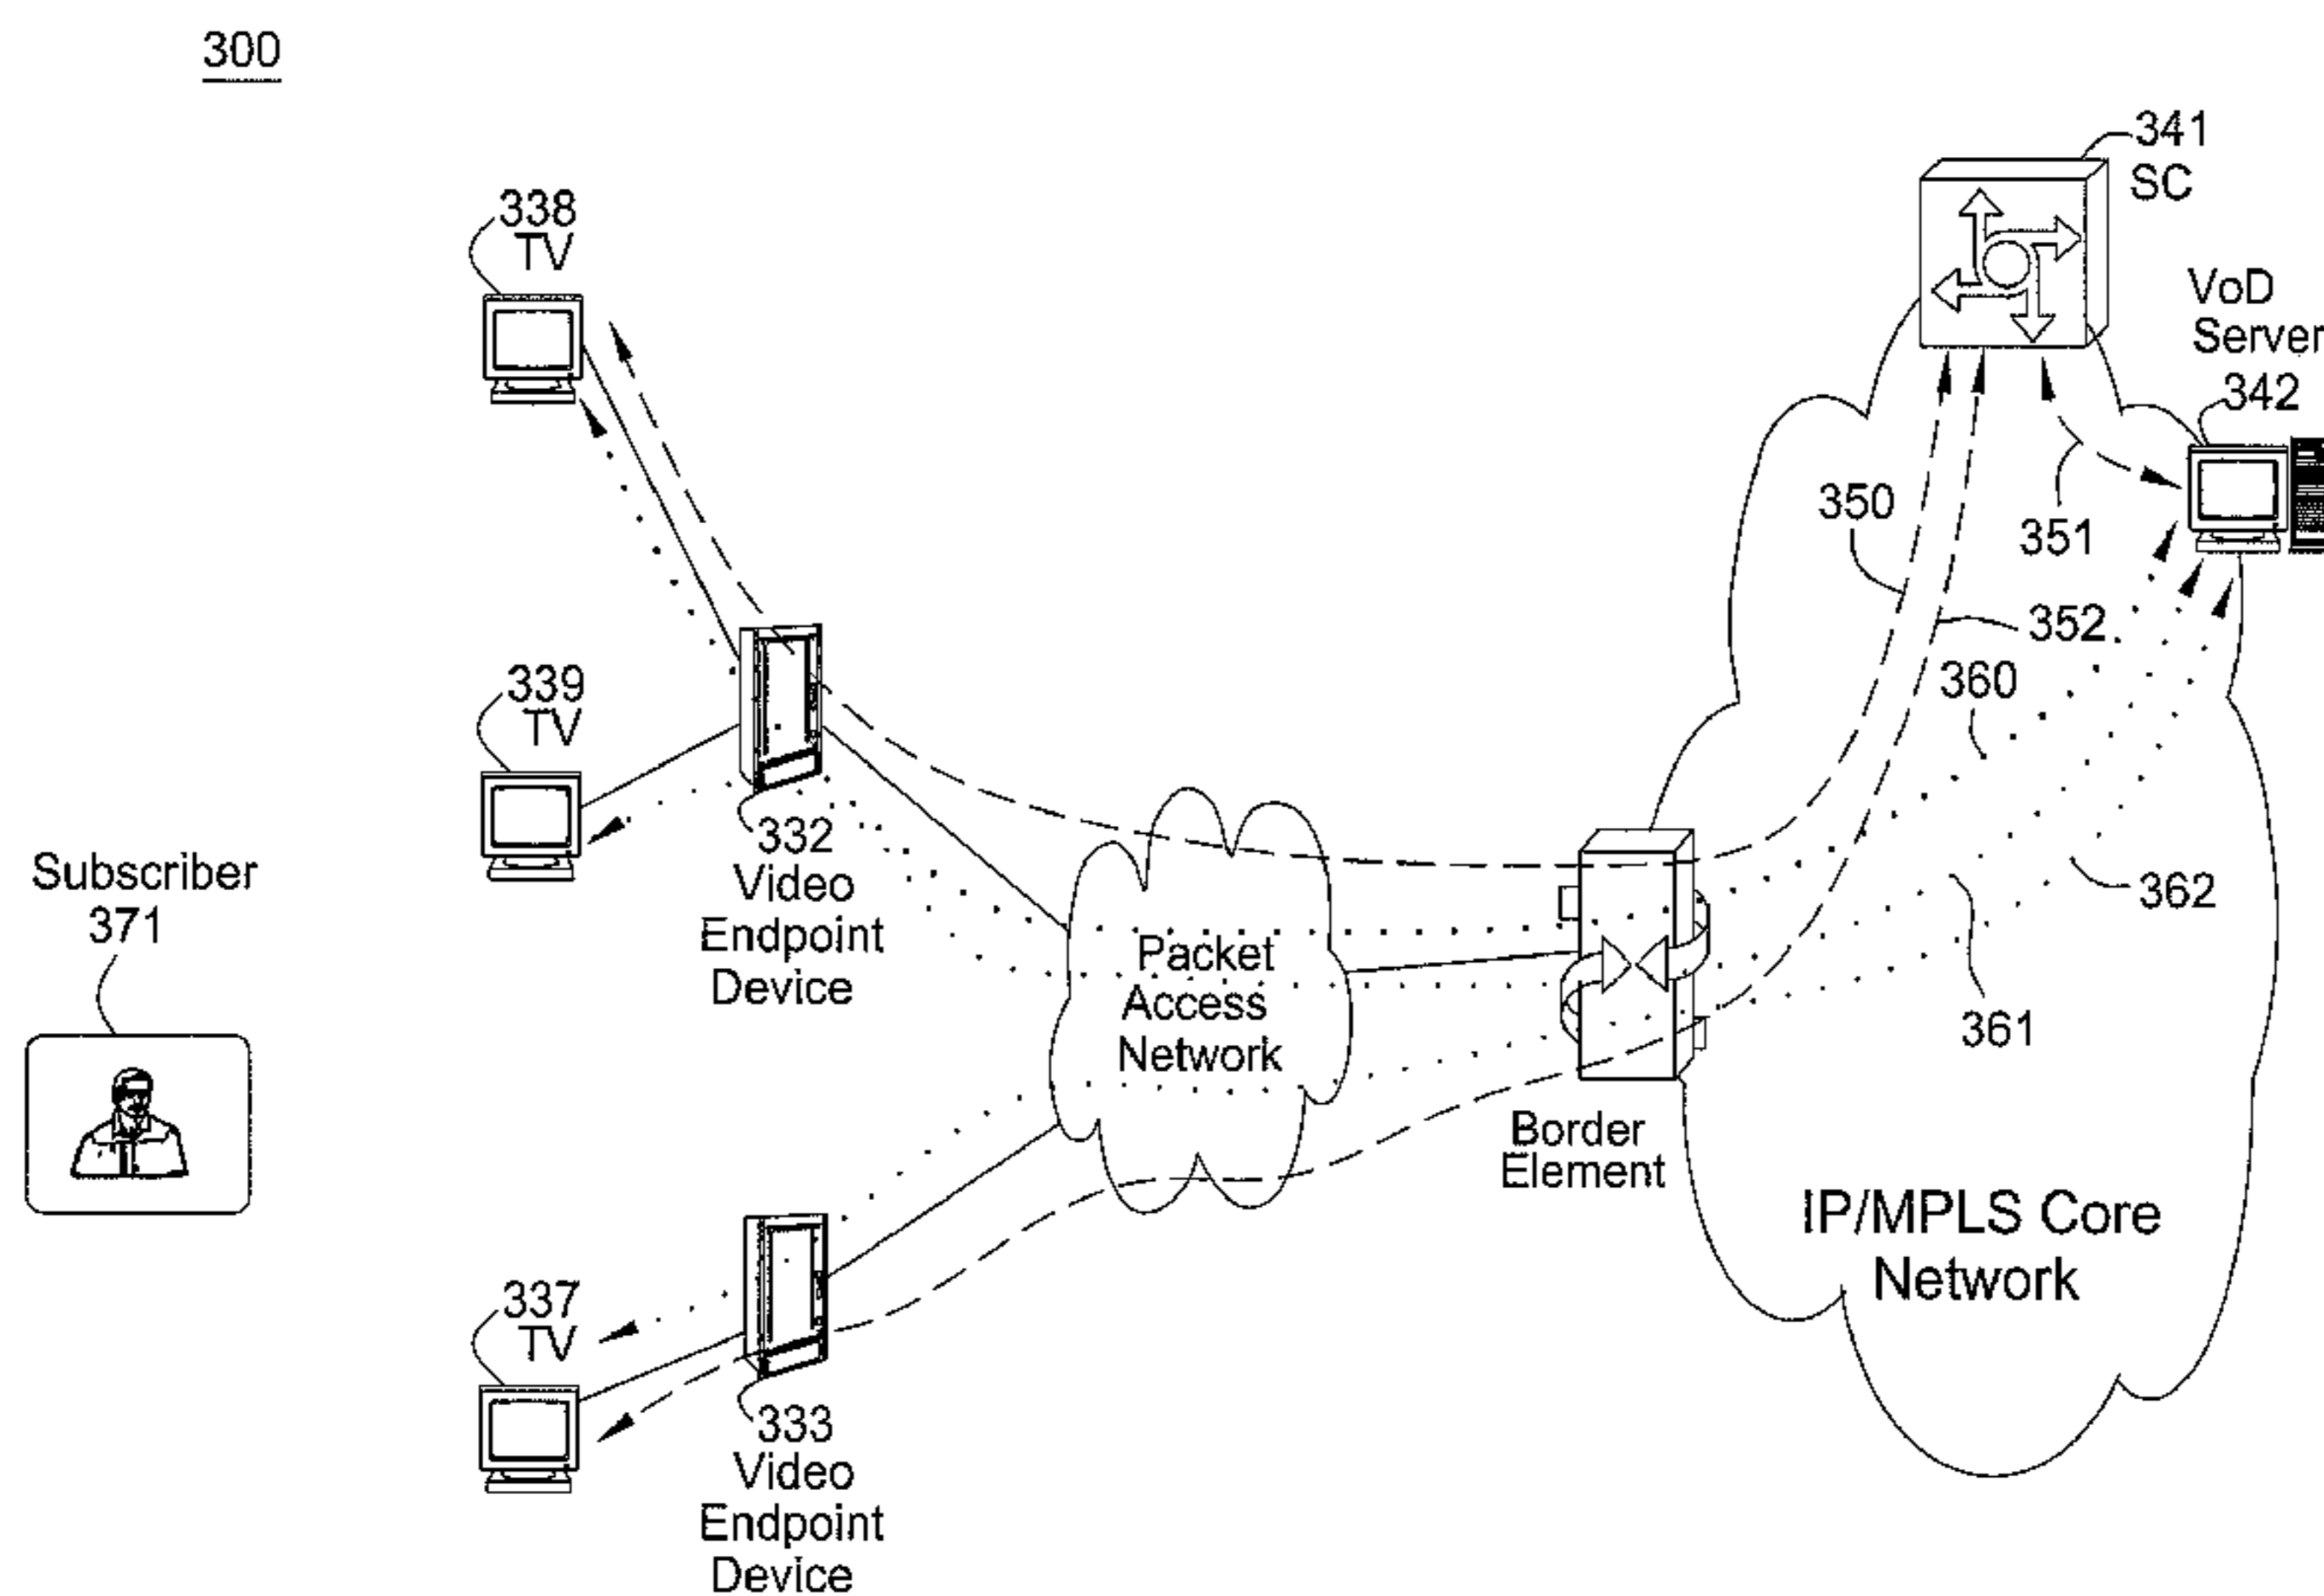 300
341
SC
338
TV
VoD
Server
342
350
351
352
339
TV
360
332
Video
Endpoint
Device
Subscriber
371
362
Packet
Access
Network
361
Border
Element
IP/MPLS Core
Network
337
TV
333
Video
Endpoint
Device